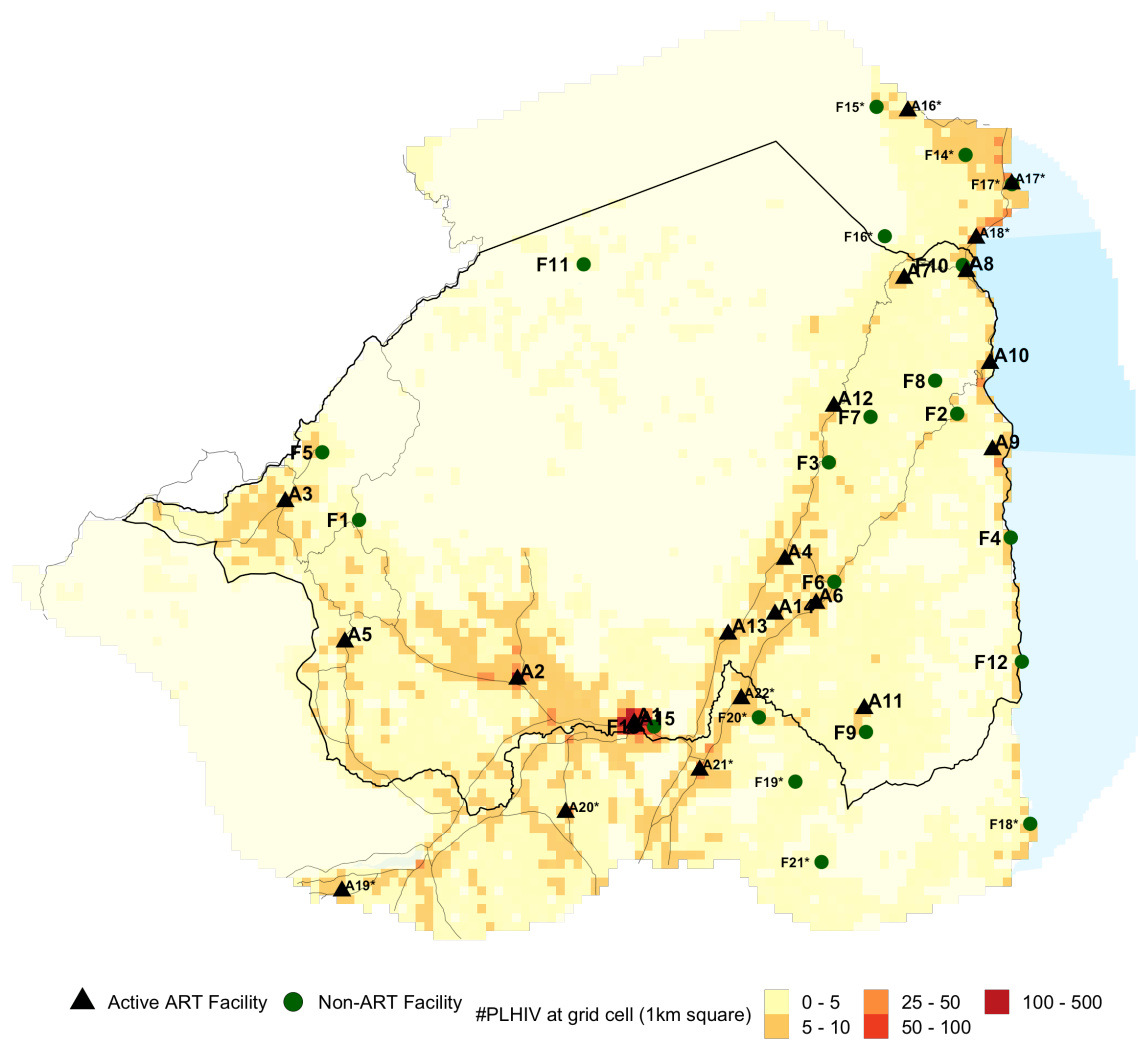 F15*
A16*
F14*
F17*
A17*
F16*
A18*
F11
A7
F10
A8
A10
F8
A12
F7
F2
A9
F5
F3
A3
F1
F4
A4
F6
A6
A14
A13
A5
F12
A2
A22*
A11
A1
A15
F20*
F9
A21*
F19*
A20*
F18*
F21*
A19*
Active ART Facility
Non-ART Facility
#PLHIV at grid cell (1km square)
0 - 5
25 - 50
100 - 500
5 - 10
50 - 100